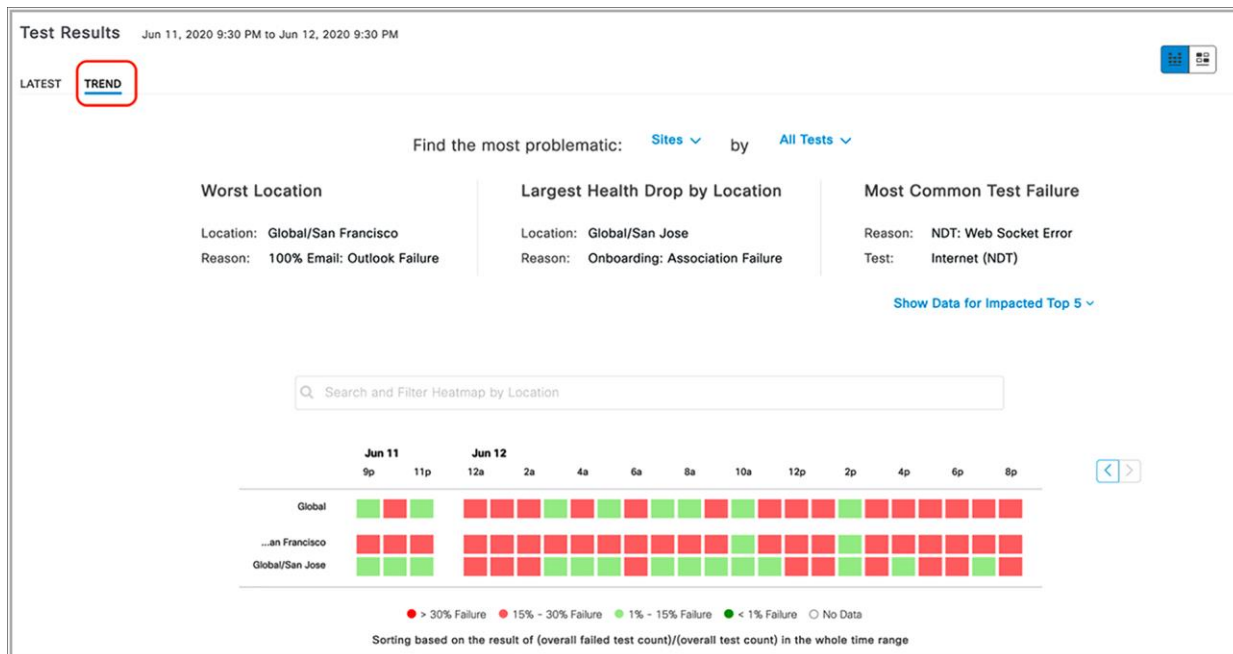 Test Results Jun 11, 2020 9:30 PM to Jun 12, 2020 9:30 PM
LATEST TREND
Find the most problematic: Sites by All Tests
Worst Location
Location: Global/San Francisco
Reason: 100% Email: Outlook Failure
Largest Health Drop by Location
Location: Global/San Jose
Reason: Onboarding: Association Failure
Most Common Test Failure
Reason: NDT: Web Socket Error
Test: Internet (NDT)
Show Data for Impacted Top 5
Search and Filter Heatmap by Location
Jun 11 Jun 12
9p 11p 12a 2a 4a 6a 8a 10a 12p 2p 4p 6p 8p
Global
...an Francisco
Global/San Jose
> 30% Failure 15% - 30% Failure 1% - 15% Failure < 1% Failure No Data
Sorting based on the result of (overall failed test count)/(overall test count) in the whole time range